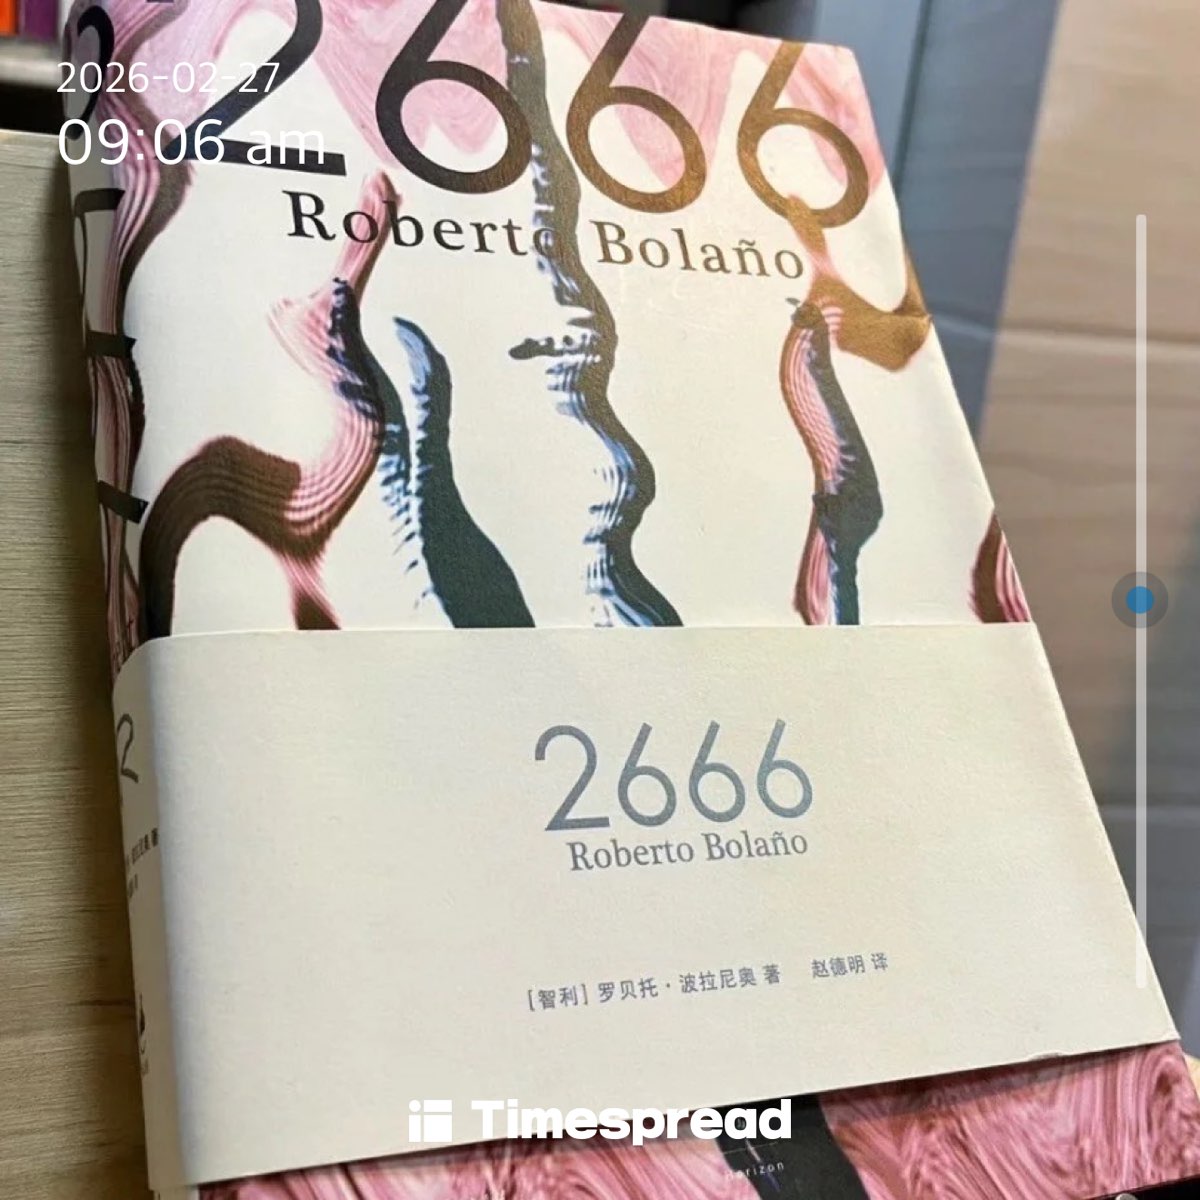 2026-02-27
09:06 am
2666
Roberto Bolaño
2666
Roberto Bolaño
[智利] 罗贝托·波拉尼奥 著 赵德明 译
Timespread
horizon